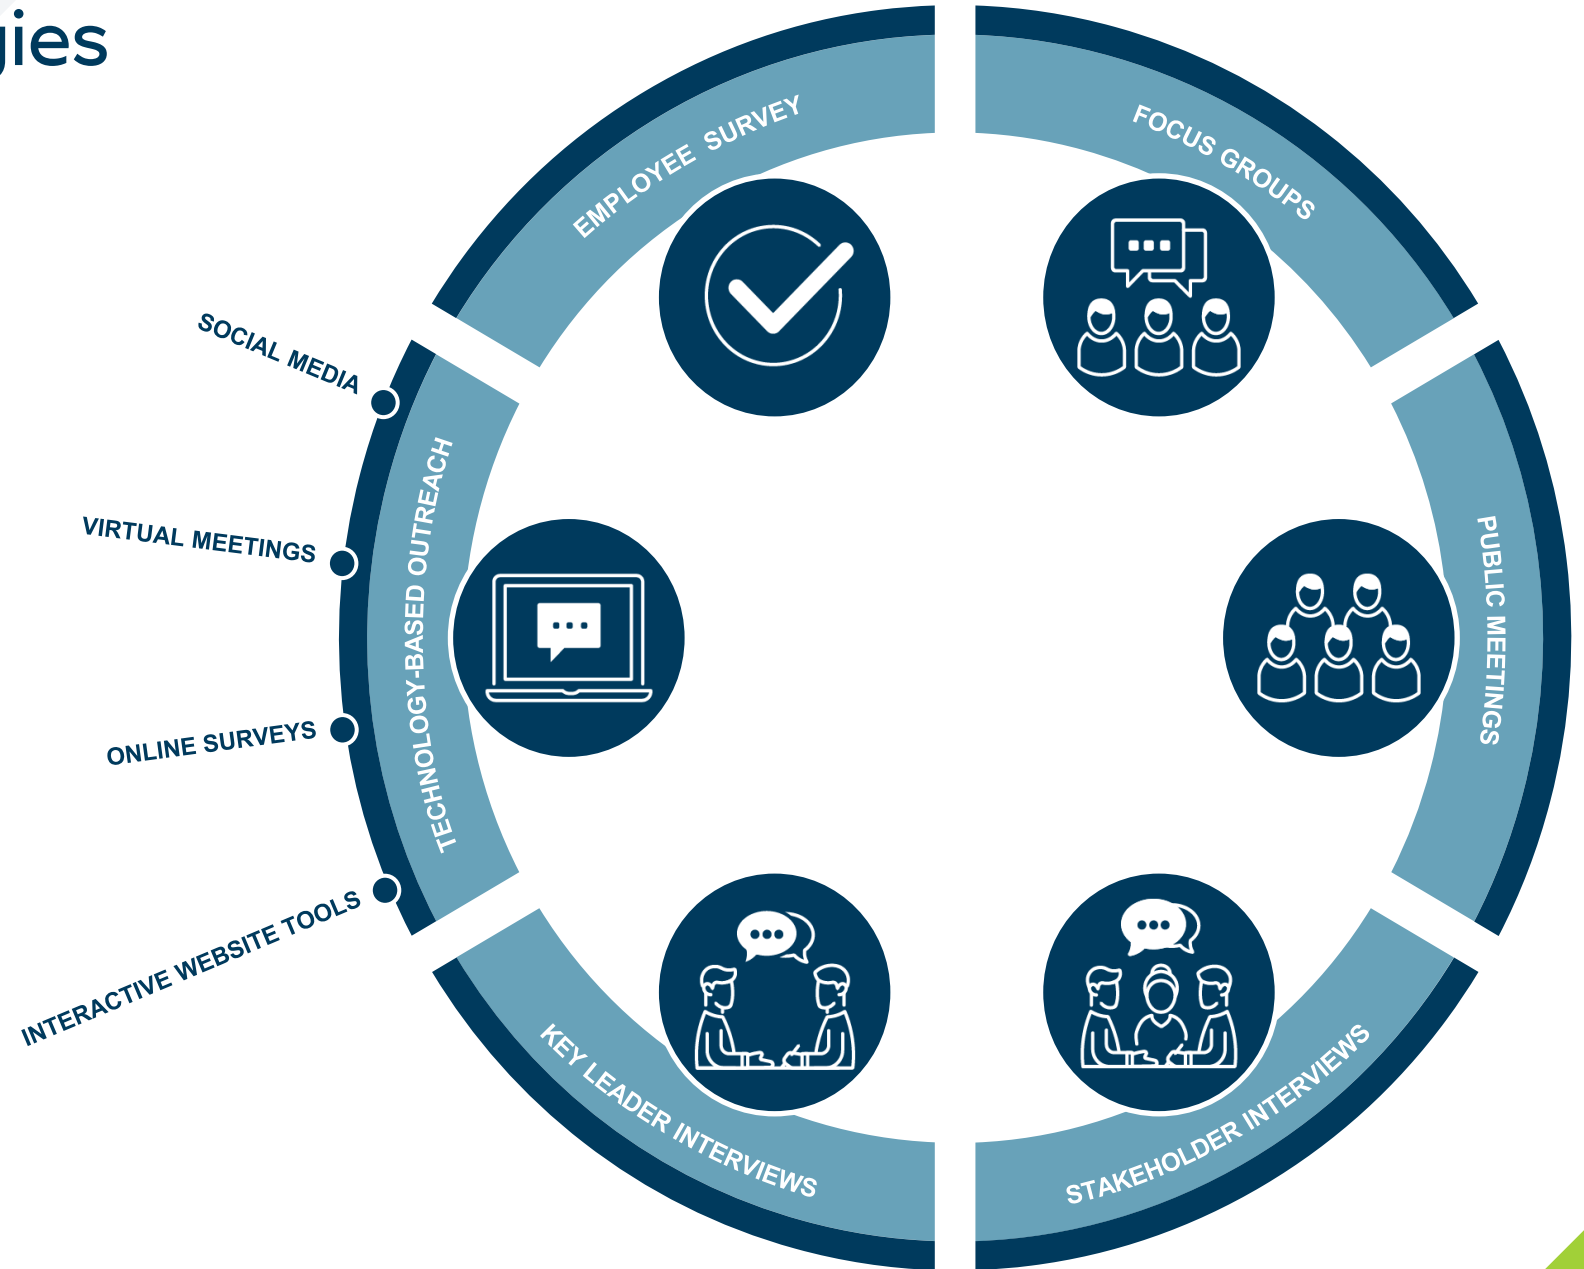 gies
EMPLOYEE SURVEY
FOCUS GROUPS
SOCIAL MEDIA
VIRTUAL MEETINGS
ONLINE SURVEYS
INTERACTIVE WEBSITE TOOLS
TECHNOLOGY-BASED OUTREACH
PUBLIC MEETINGS
KEY LEADER INTERVIEWS
STAKEHOLDER INTERVIEWS